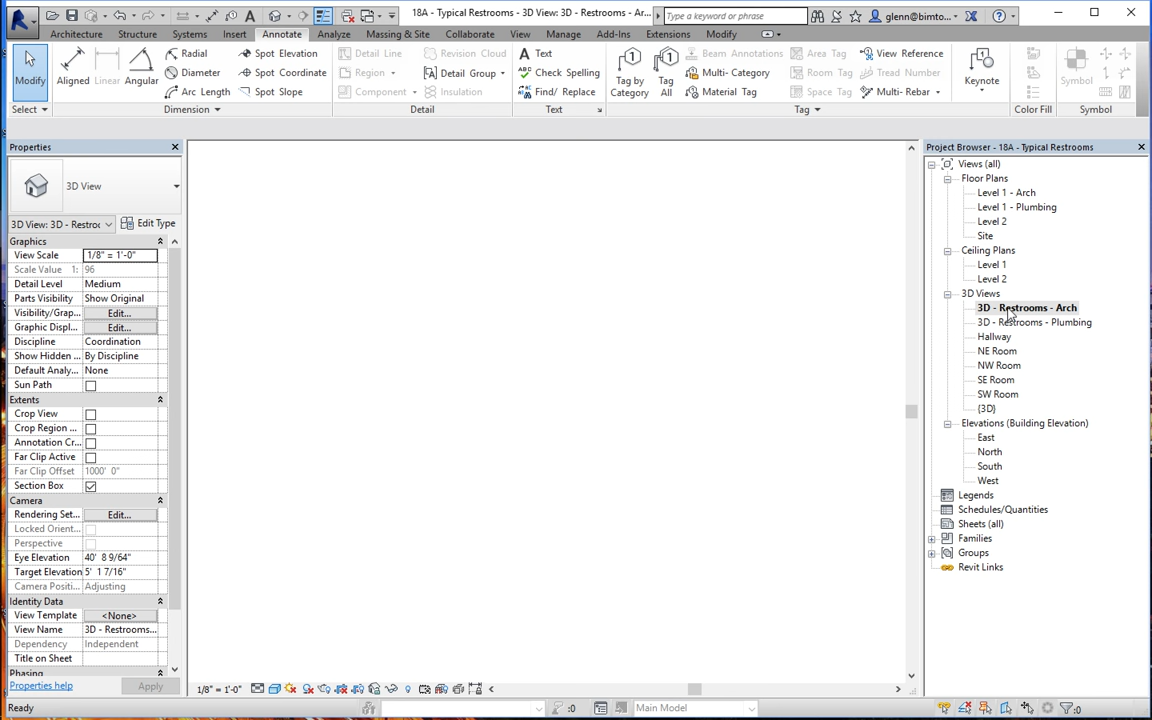 18A - Typical Restrooms - 3D View: 3D - Restrooms - Ar...
Type a keyword or phrase
glenn@bimto...
Architecture Structure Systems Insert Annotate Analyze Massing & Site Collaborate View Manage Add-Ins Extensions Modify
Modify
Select
Aligned
Linear
Angular
Radial
Diameter
Arc Length
Spot Elevation
Spot Coordinate
Spot Slope
Dimension
Detail Line
Region
Component
Revision Cloud
Detail Group
Insulation
Detail
Text
Check Spelling
Find/ Replace
Text
Tag by
Category
Tag
All
Beam Annotations
Multi- Category
Material Tag
Area Tag
Room Tag
Space Tag
View Reference
Tread Number
Multi- Rebar
Tag
Keynote
Color Fill
Symbol
Symbol
Properties
3D View
3D View: 3D - Restroo
Edit Type
Graphics
View Scale 1/8" = 1'-0"
Scale Value 1: 96
Detail Level Medium
Parts Visibility Show Original
Visibility/Grap... Edit...
Graphic Displ... Edit...
Discipline Coordination
Show Hidden ... By Discipline
Default Analy... None
Sun Path
Extents
Crop View
Crop Region ...
Annotation Cr...
Far Clip Active
Far Clip Offset 1000' 0"
Section Box
Camera
Rendering Set... Edit...
Locked Orient...
Perspective
Eye Elevation 40' 8 9/64"
Target Elevation 5' 1 7/16"
Camera Positi... Adjusting
Identity Data
View Template <None>
View Name 3D - Restrooms...
Dependency Independent
Title on Sheet
Phasing
Properties help
Apply
1/8" = 1'-0"
Project Browser - 18A - Typical Restrooms
Views (all)
Floor Plans
Level 1 - Arch
Level 1 - Plumbing
Level 2
Site
Ceiling Plans
Level 1
Level 2
3D Views
3D - Restrooms - Arch
3D - Restrooms - Plumbing
Hallway
NE Room
NW Room
SE Room
SW Room
{3D}
Elevations (Building Elevation)
East
North
South
West
Legends
Schedules/Quantities
Sheets (all)
Families
Groups
Revit Links
Ready
:0
Main Model
:0